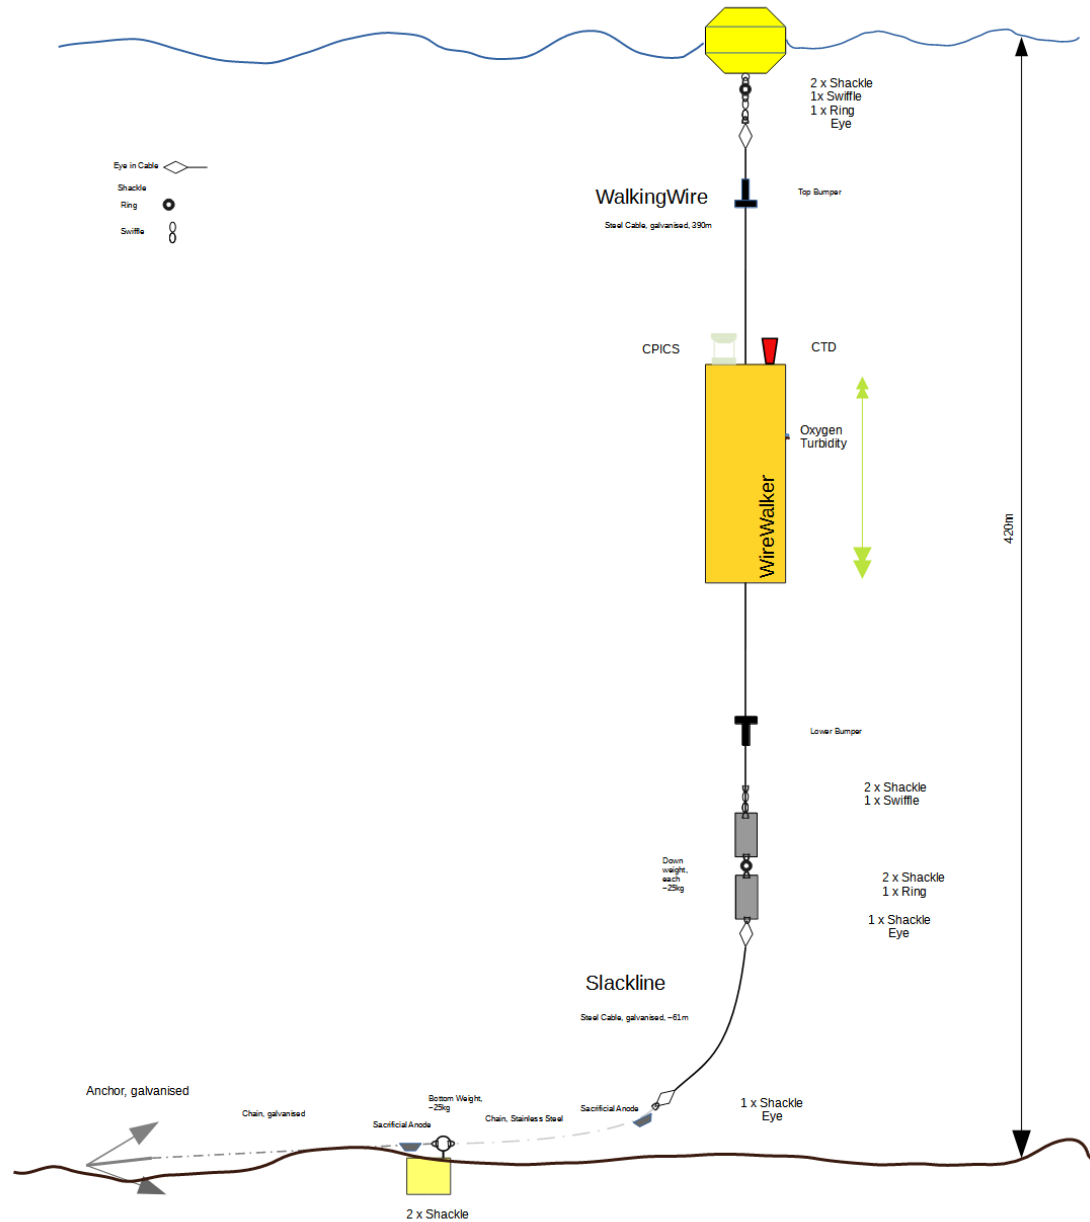 2 x Shackle
1x Swiffle
1 x Ring
Eye
Eye in Cable
Shackle
Ring
Swiffle
WalkingWire
Steel Cable, galvanised, 390m
Top Bumper
CPICS
CTD
Oxygen
Turbidity
WireWalker
420m
Lower Bumper
2 x Shackle
1 x Swiffle
Down
weight,
each
~25kg
2 x Shackle
1 x Ring
1 x Shackle
Eye
Slackline
Steel Cable, galvanised, ~61m
Anchor, galvanised
Chain, galvanised
Bottom Weight,
~25kg
Sacrificial Anode
Chain, Stainless Steel
Sacrificial Anode
1 x Shackle
Eye
2 x Shackle